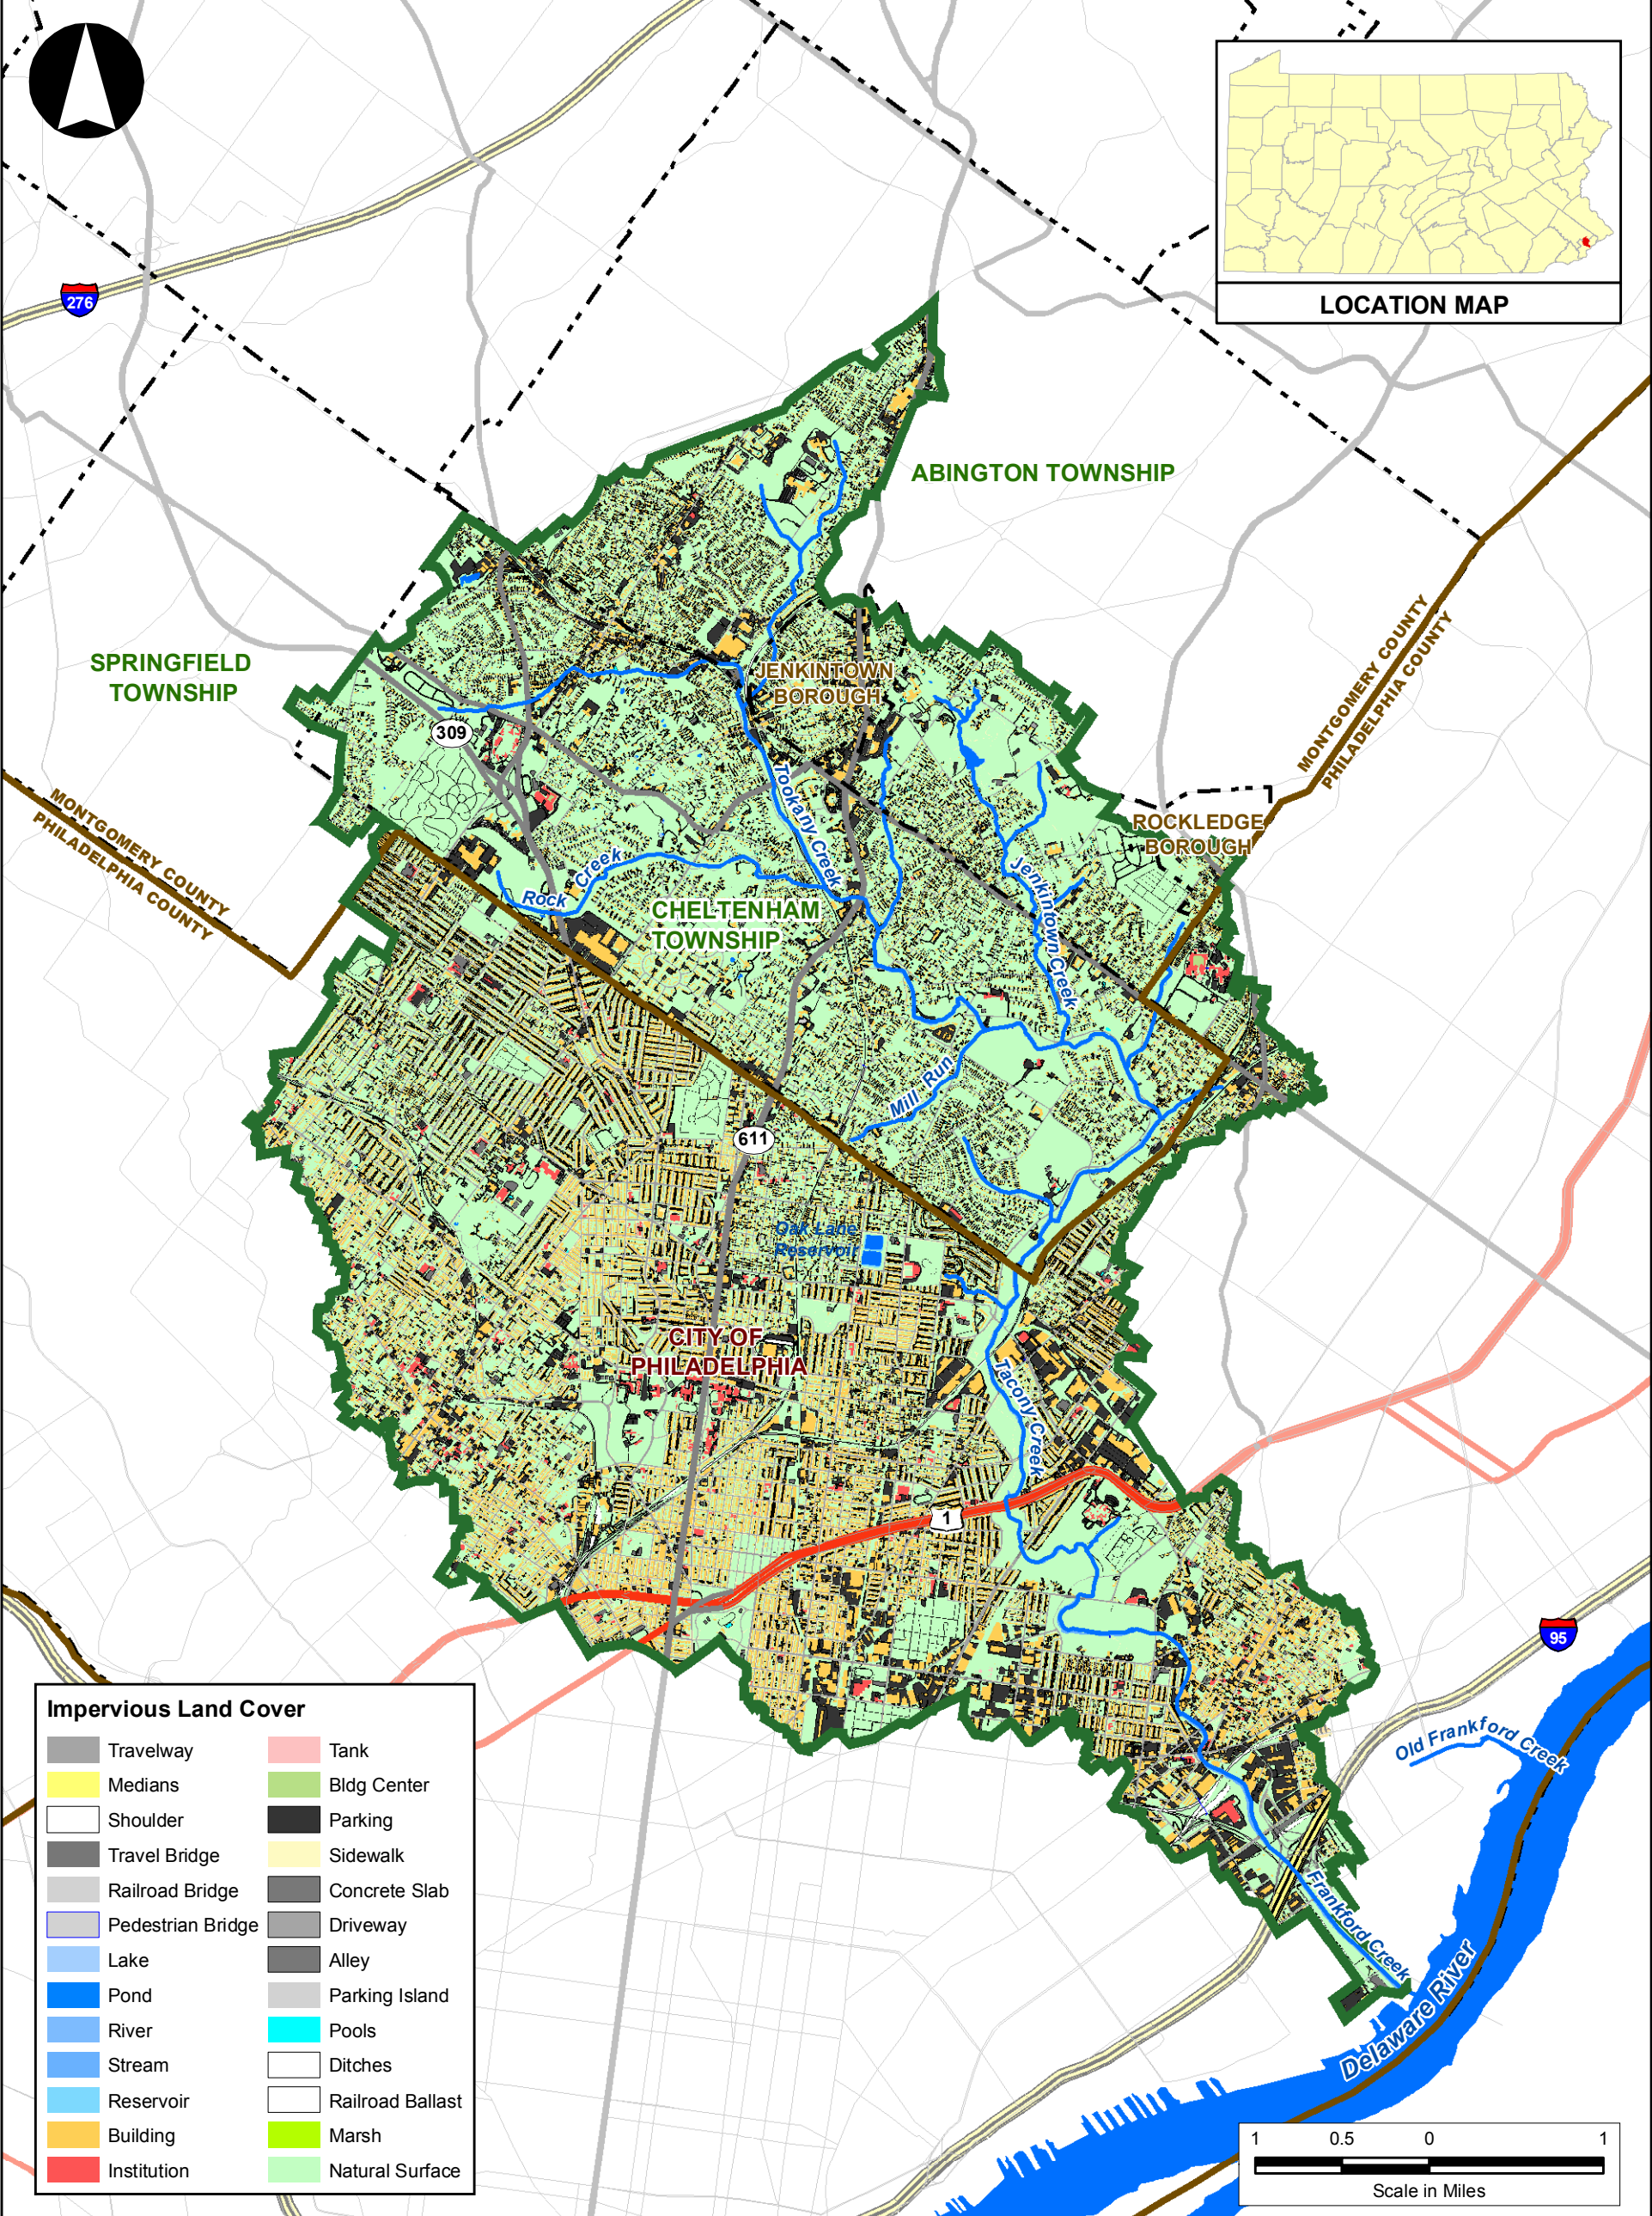 LOCATION MAP
276
ABINGTON TOWNSHIP
SPRINGFIELD
TOWNSHIP
JENKINTOWN
BOROUGH
309
MONTGOMERY COUNTY
PHILADELPHIA COUNTY
ROCKLEDGE
BOROUGH
MONTGOMERY COUNTY
PHILADELPHIA COUNTY
Tookany Creek
Rock Creek
Jenkintown Creek
CHELTENHAM
TOWNSHIP
Mill Run
611
Oak Lane
Reservoir
CITY OF
PHILADELPHIA
Tacony Creek
1
95
Old Frankford Creek
Frankford Creek
Delaware River
Impervious Land Cover
Travelway
Medians
Shoulder
Travel Bridge
Railroad Bridge
Pedestrian Bridge
Lake
Pond
River
Stream
Reservoir
Building
Institution
Tank
Bldg Center
Parking
Sidewalk
Concrete Slab
Driveway
Alley
Parking Island
Pools
Ditches
Railroad Ballast
Marsh
Natural Surface
1 0.5 0 1
Scale in Miles